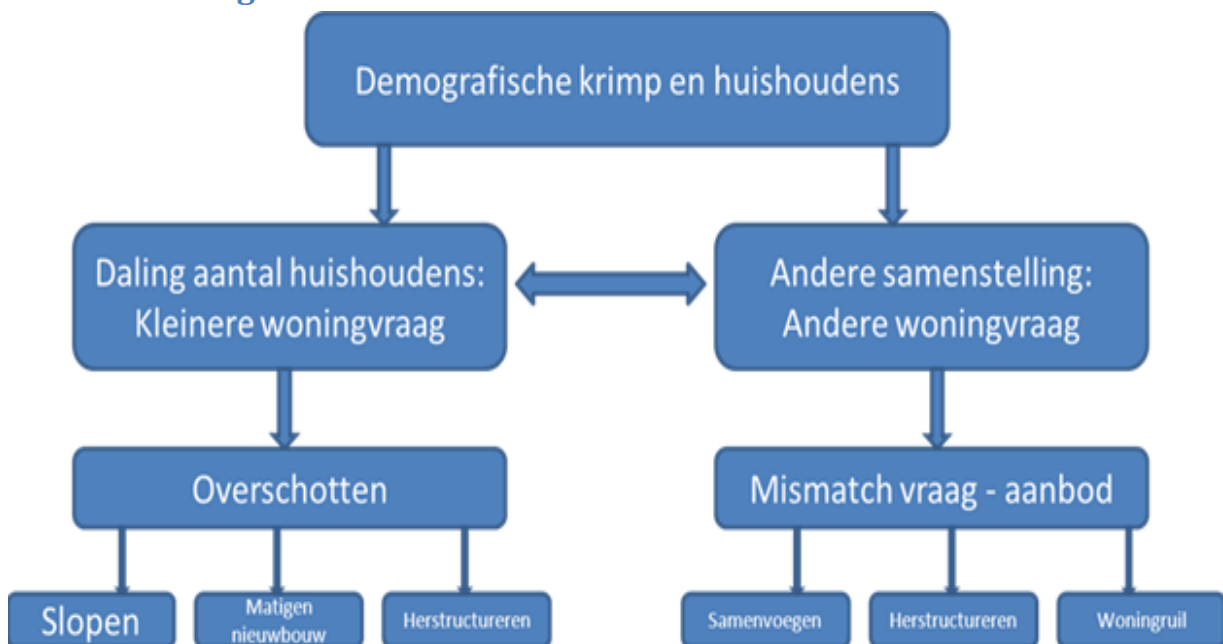 Demografische krimp en huishoudens
Daling aantal huishoudens:
Kleinere woningvraag
Andere samenstelling:
Andere woningvraag
Overschotten
Mismatch vraag - aanbod
Slopen
Matigen
nieuwbouw
Herstructureren
Samenvoegen
Herstructureren
Woningruil